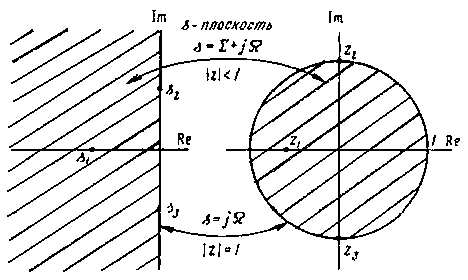 Im
s-плоскость
Im
s = Σ + jΩ
z₂
|z| < 1
s₂
s₁
Re
z₁
1
Re
s₃
s = jΩ
|z| = 1
z₃